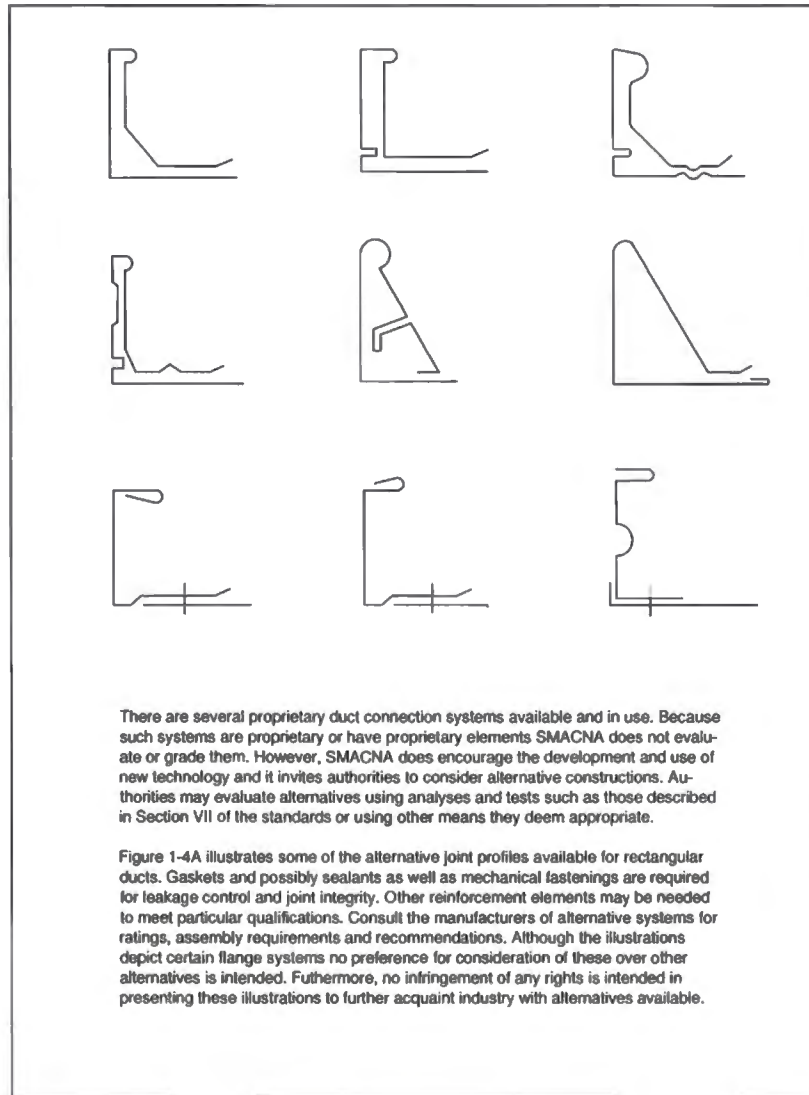 There are several proprietary duct connection systems available and in use. Because
such systems are proprietary or have proprietary elements SMACNA does not evalu-
ate or grade them. However, SMACNA does encourage the development and use of
new technology and it invites authorities to consider alternative constructions. Au-
thorities may evaluate alternatives using analyses and tests such as those described
in Section VII of the standards or using other means they deem appropriate.
Figure 1-4A illustrates some of the alternative joint profiles available for rectangular
ducts. Gaskets and possibly sealants as well as mechanical fastenings are required
for leakage control and joint integrity. Other reinforcement elements may be needed
to meet particular qualifications. Consult the manufacturers of alternative systems for
ratings, assembly requirements and recommendations. Although the illustrations
depict certain flange systems no preference for consideration of these over other
alternatives is intended. Futhermore, no infringement of any rights is intended in
presenting these illustrations to further acquaint industry with alternatives available.